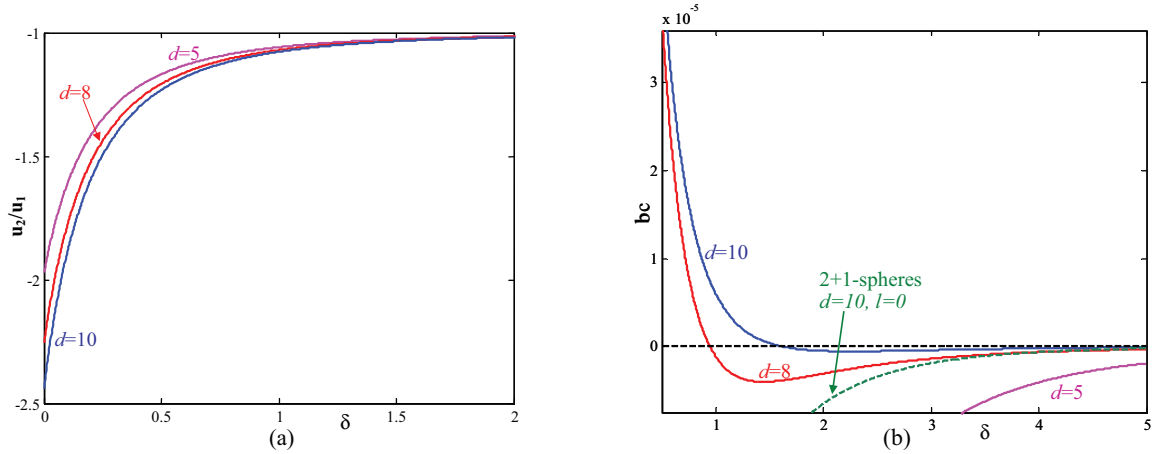 -1
-1.5
-2
-2.5
u₂/u₁
d=5
d=8
d=10
0
0.5
1
1.5
2
δ
(a)
x 10⁻⁵
3
2
1
0
bc
d=10
2+1-spheres
d=10, l=0
d=8
d=5
1
2
3
4
5
δ
(b)